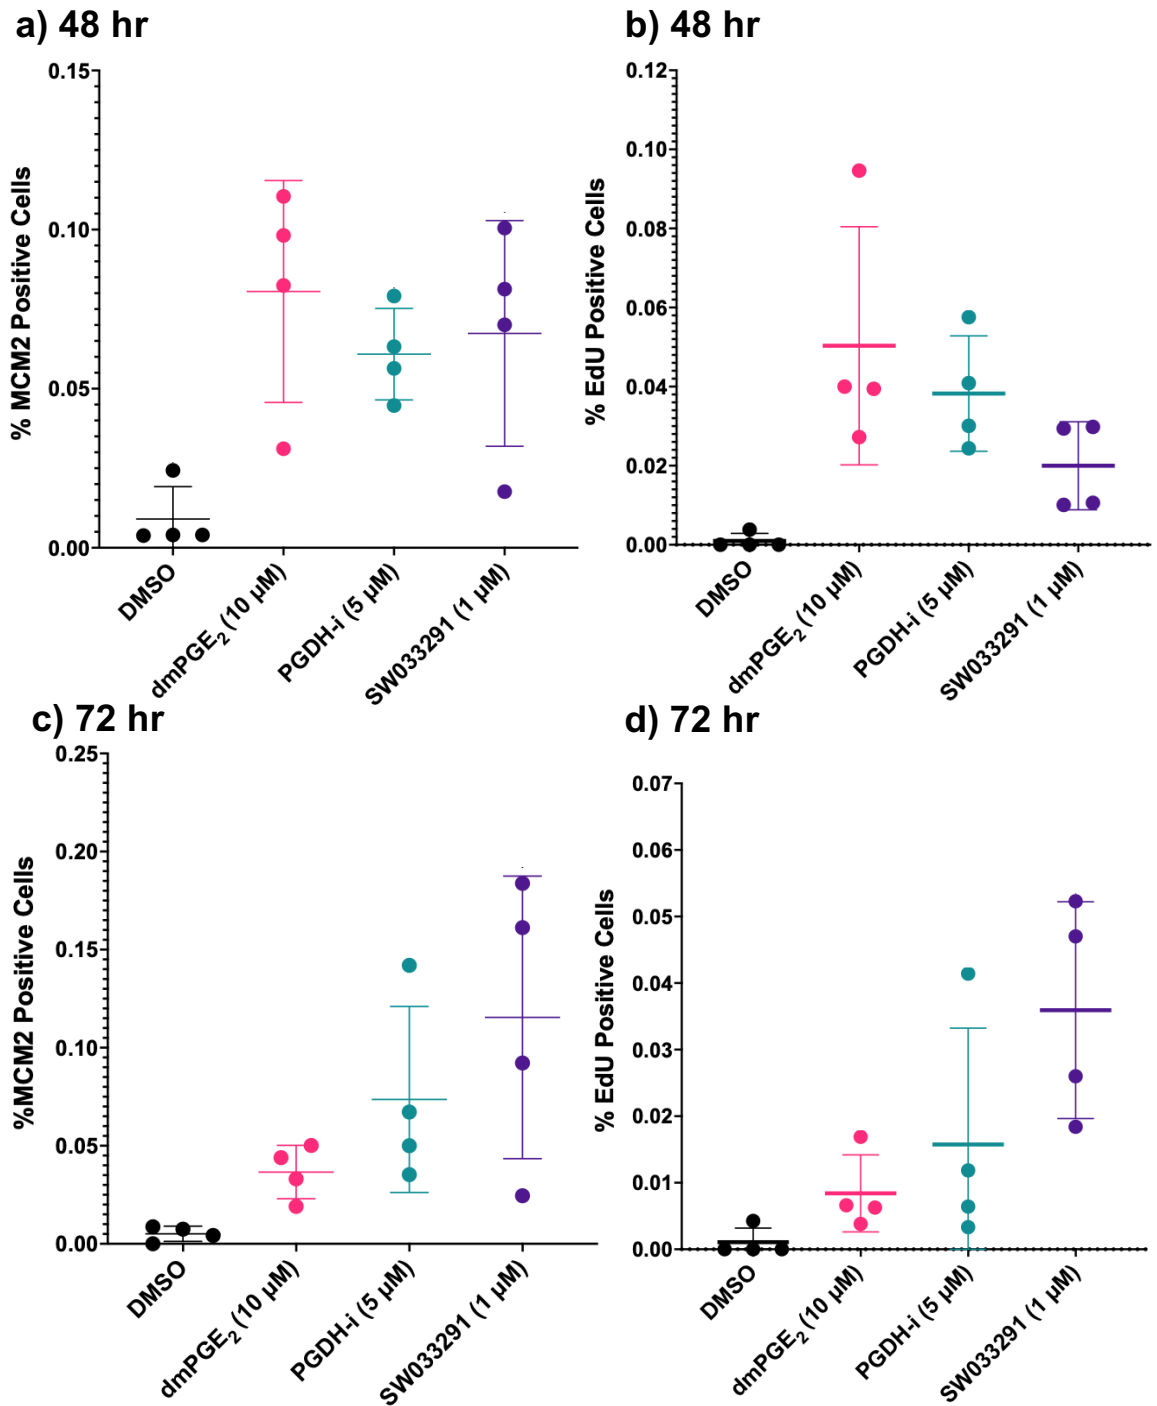 a) 48 hr
% MCM2 Positive Cells
0.15
0.10
0.05
0.00
DMSO
dmPGE2 (10 µM)
PGDH-i (5 µM)
SW033291 (1 µM)
b) 48 hr
% EdU Positive Cells
0.12
0.10
0.08
0.06
0.04
0.02
0.00
DMSO
dmPGE2 (10 µM)
PGDH-i (5 µM)
SW033291 (1 µM)
c) 72 hr
%MCM2 Positive Cells
0.25
0.20
0.15
0.10
0.05
0.00
DMSO
dmPGE2 (10 µM)
PGDH-i (5 µM)
SW033291 (1 µM)
d) 72 hr
% EdU Positive Cells
0.07
0.06
0.05
0.04
0.03
0.02
0.01
0.00
DMSO
dmPGE2 (10 µM)
PGDH-i (5 µM)
SW033291 (1 µM)